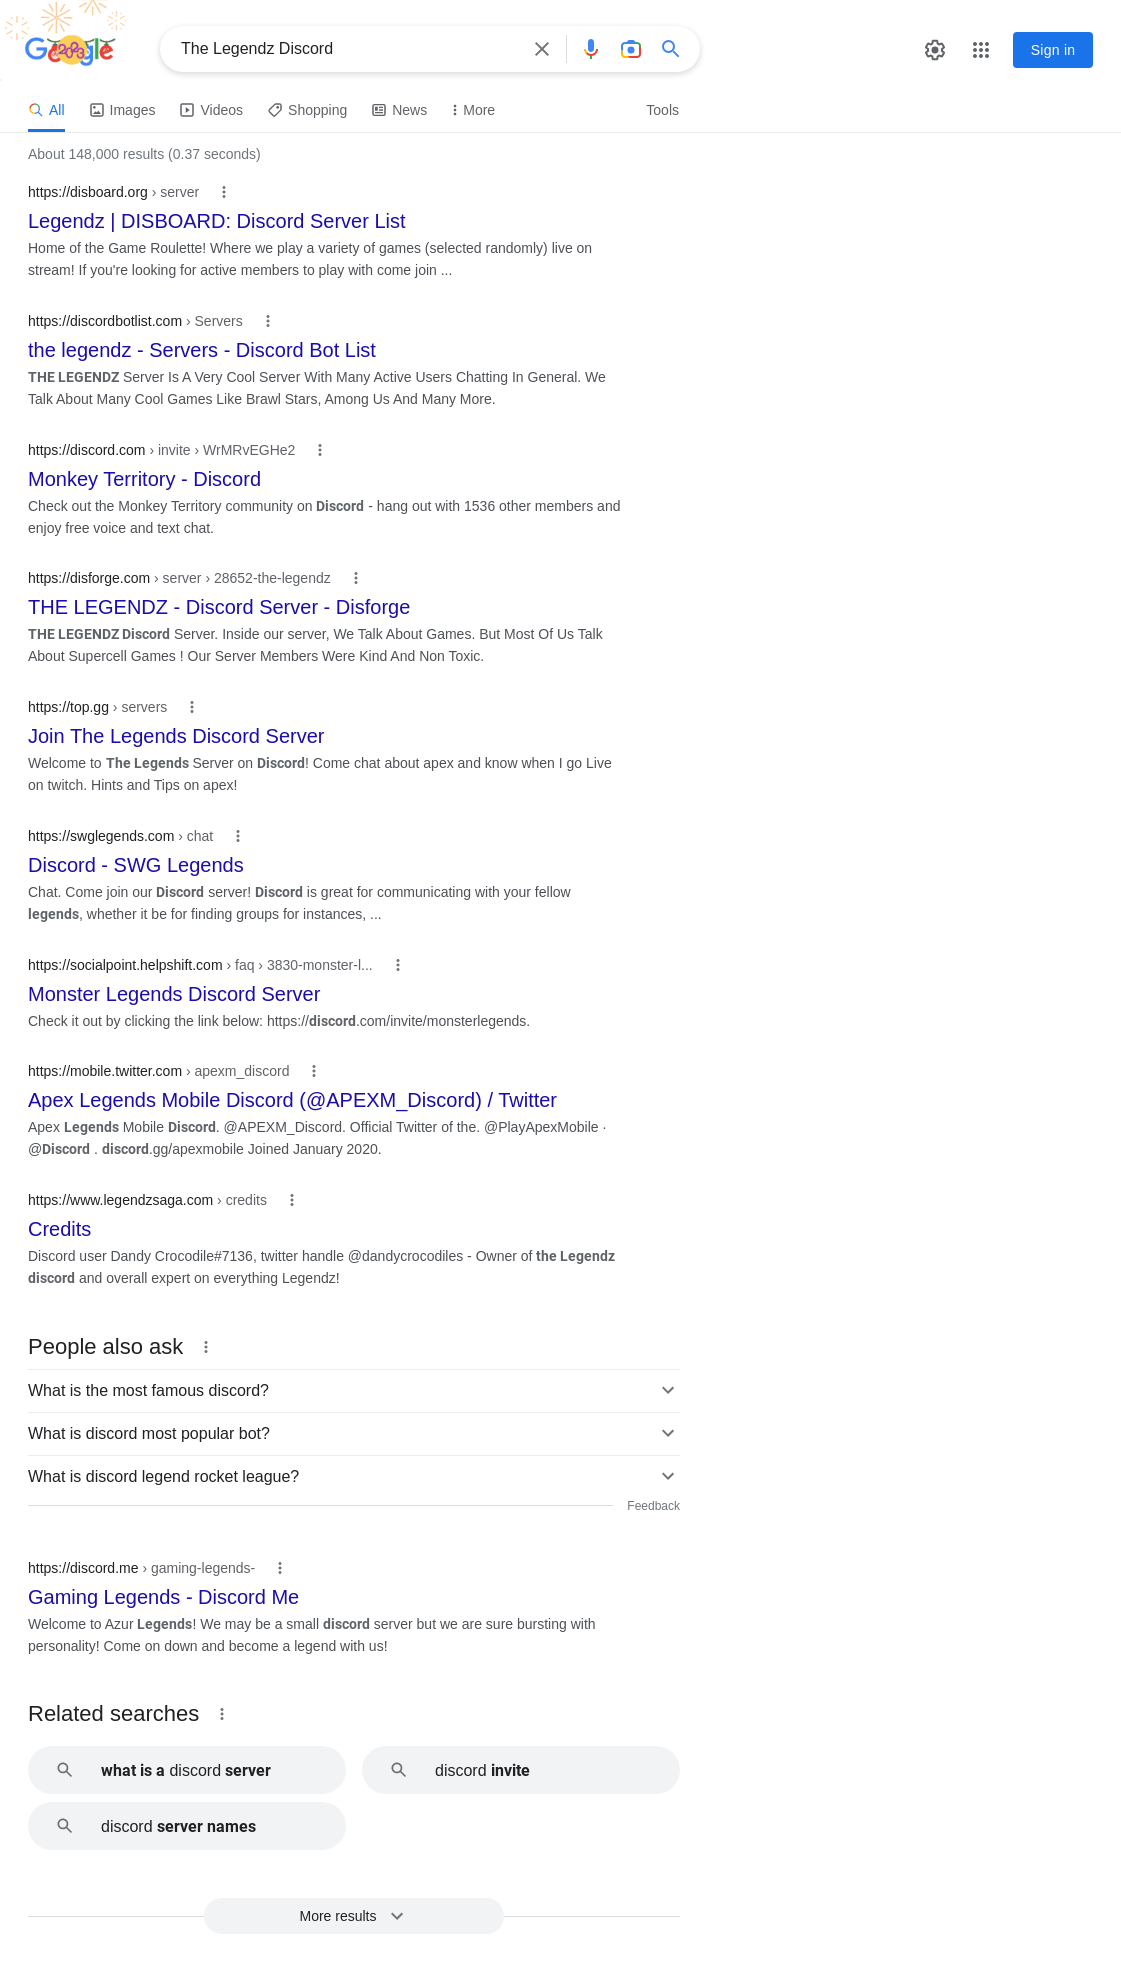 Google
The Legendz Discord
Sign in
All
Images
Videos
Shopping
News
More
Tools
About 148,000 results (0.37 seconds)
https://disboard.org › server
Legendz | DISBOARD: Discord Server List
Home of the Game Roulette! Where we play a variety of games (selected randomly) live on
stream! If you're looking for active members to play with come join ...
https://discordbotlist.com › Servers
the legendz - Servers - Discord Bot List
THE LEGENDZ Server Is A Very Cool Server With Many Active Users Chatting In General. We
Talk About Many Cool Games Like Brawl Stars, Among Us And Many More.
https://discord.com › invite › WrMRvEGHe2
Monkey Territory - Discord
Check out the Monkey Territory community on Discord - hang out with 1536 other members and
enjoy free voice and text chat.
https://disforge.com › server › 28652-the-legendz
THE LEGENDZ - Discord Server - Disforge
THE LEGENDZ Discord Server. Inside our server, We Talk About Games. But Most Of Us Talk
About Supercell Games ! Our Server Members Were Kind And Non Toxic.
https://top.gg › servers
Join The Legends Discord Server
Welcome to The Legends Server on Discord! Come chat about apex and know when I go Live
on twitch. Hints and Tips on apex!
https://swglegends.com › chat
Discord - SWG Legends
Chat. Come join our Discord server! Discord is great for communicating with your fellow
legends, whether it be for finding groups for instances, ...
https://socialpoint.helpshift.com › faq › 3830-monster-l...
Monster Legends Discord Server
Check it out by clicking the link below: https://discord.com/invite/monsterlegends.
https://mobile.twitter.com › apexm_discord
Apex Legends Mobile Discord (@APEXM_Discord) / Twitter
Apex Legends Mobile Discord. @APEXM_Discord. Official Twitter of the. @PlayApexMobile ·
@Discord . discord.gg/apexmobile Joined January 2020.
https://www.legendzsaga.com › credits
Credits
Discord user Dandy Crocodile#7136, twitter handle @dandycrocodiles - Owner of the Legendz
discord and overall expert on everything Legendz!
People also ask
What is the most famous discord?
What is discord most popular bot?
What is discord legend rocket league?
Feedback
https://discord.me › gaming-legends-
Gaming Legends - Discord Me
Welcome to Azur Legends! We may be a small discord server but we are sure bursting with
personality! Come on down and become a legend with us!
Related searches
what is a discord server
discord invite
discord server names
More results